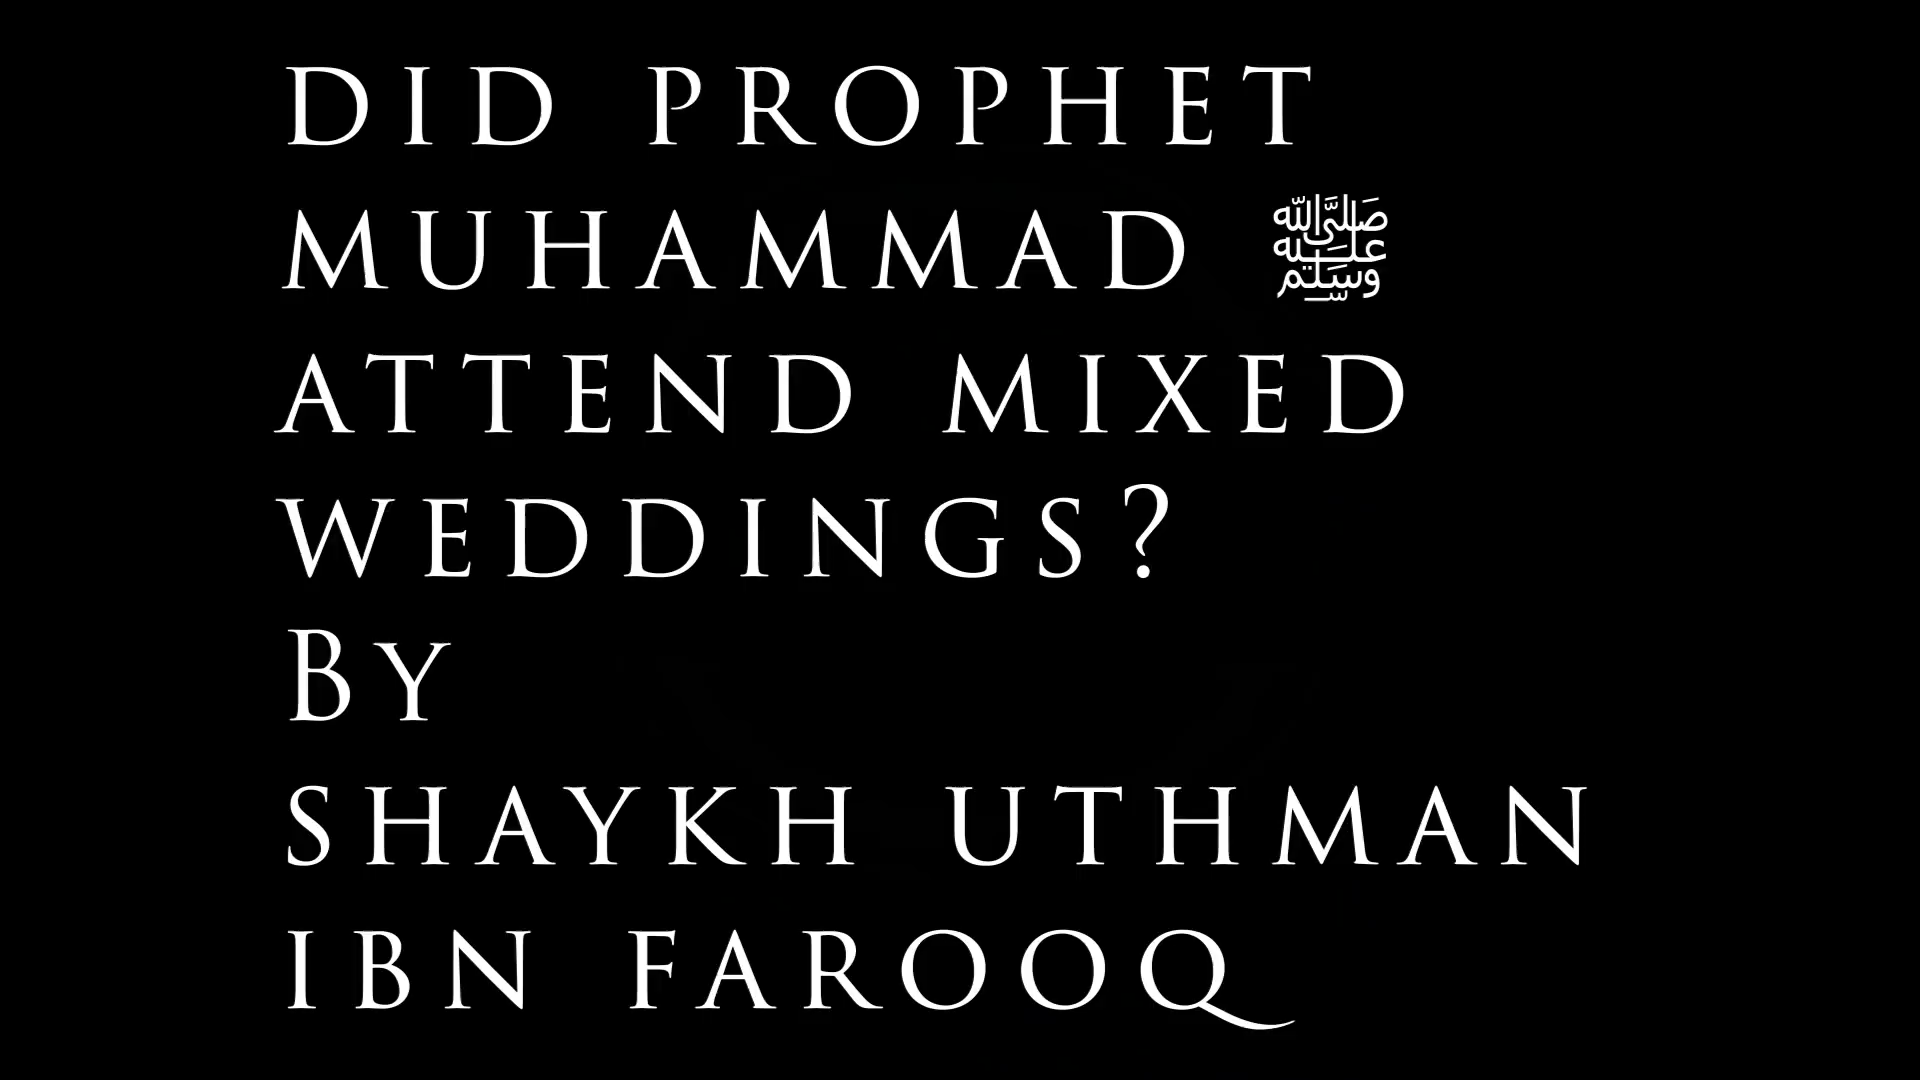 DID PROPHET
MUHAMMAD ﷺ
ATTEND MIXED
WEDDINGS?
BY
SHAYKH UTHMAN
IBN FAROOQ